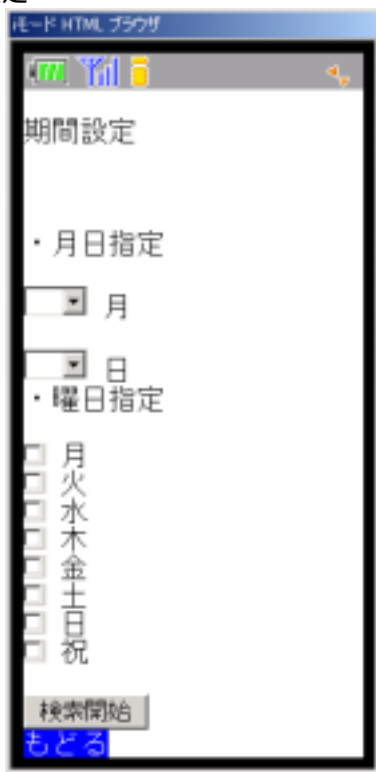 iモード HTML ブラウザ
期間設定
・月日指定
月
日
・曜日指定
月
火
水
木
金
土
日
祝
検索開始
もどる